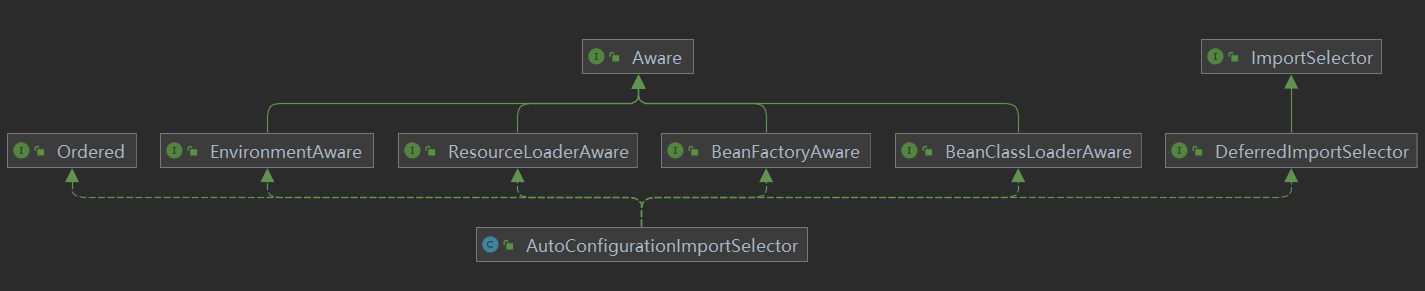 I Aware
I ImportSelector
I Ordered
I EnvironmentAware
I ResourceLoaderAware
I BeanFactoryAware
I BeanClassLoaderAware
I DeferredImportSelector
C AutoConfigurationImportSelector